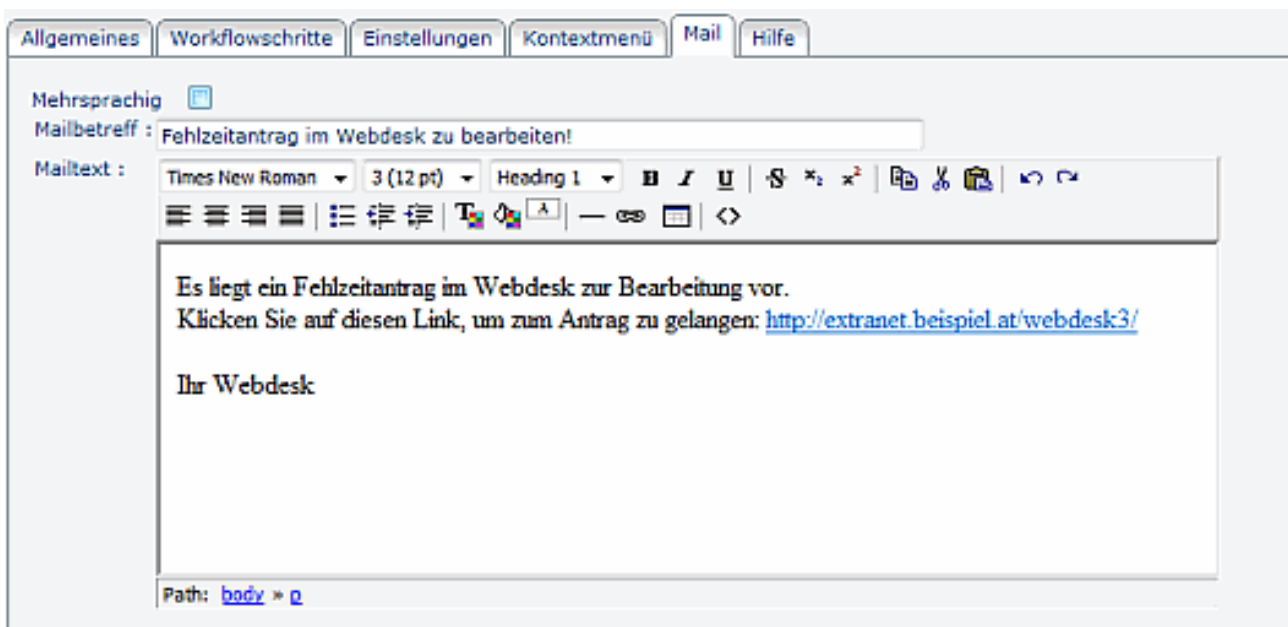 Allgemeines Workflowschritte Einstellungen Kontextmenü Mail Hilfe
Mehrsprachig
Mailbetreff : Fehlzeitantrag im Webdesk zu bearbeiten!
Mailtext : Times New Roman 3 (12 pt) Heading 1 B I U S x₂ x²
T A <>
Es liegt ein Fehlzeitantrag im Webdesk zur Bearbeitung vor.
Klicken Sie auf diesen Link, um zum Antrag zu gelangen: http://extranet.beispiel.at/webdesk3/
Ihr Webdesk
Path: body » p